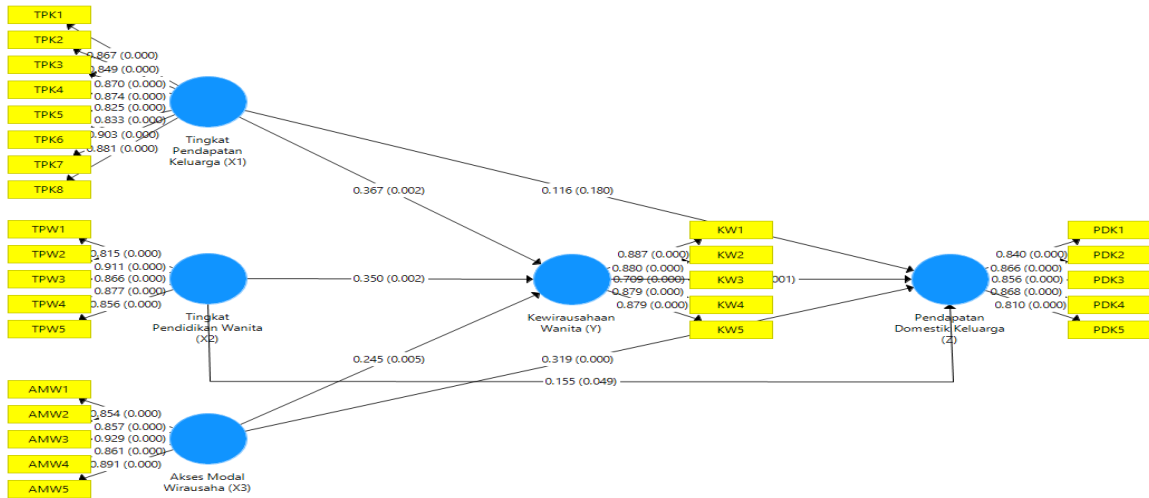 TPK1
TPK2
TPK3
TPK4
TPK5
TPK6
TPK7
TPK8
0.867 (0.000)
0.849 (0.000)
0.870 (0.000)
0.874 (0.000)
0.825 (0.000)
0.833 (0.000)
0.903 (0.000)
0.881 (0.000)
Tingkat
Pendapatan
Keluarga (X1)
0.367 (0.002)
0.116 (0.180)
TPW1
TPW2
TPW3
TPW4
TPW5
0.815 (0.000)
0.911 (0.000)
0.866 (0.000)
0.877 (0.000)
0.856 (0.000)
Tingkat
Pendidikan Wanita
(X2)
0.350 (0.002)
Kewirausahaan
Wanita (Y)
0.887 (0.000)
0.880 (0.000)
0.709 (0.000)
0.879 (0.000)
0.879 (0.000)
KW1
KW2
KW3
KW4
KW5
001)
Pendapatan
Domestik Keluarga
(Z)
0.840 (0.000)
0.866 (0.000)
0.856 (0.000)
0.868 (0.000)
0.810 (0.000)
PDK1
PDK2
PDK3
PDK4
PDK5
0.245 (0.005)
0.319 (0.000)
0.155 (0.049)
AMW1
AMW2
AMW3
AMW4
AMW5
0.854 (0.000)
0.857 (0.000)
0.929 (0.000)
0.861 (0.000)
0.891 (0.000)
Akses Modal
Wirausaha (X3)